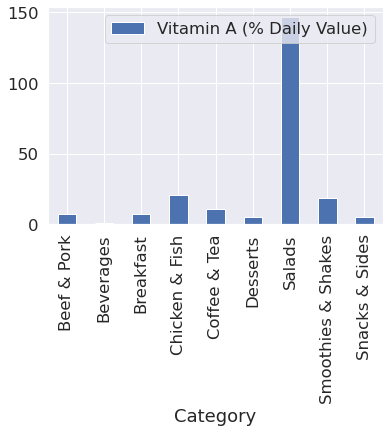 Vitamin A (% Daily Value)
150
100
50
0
Beef & Pork
Beverages
Breakfast
Chicken & Fish
Coffee & Tea
Desserts
Salads
Smoothies & Shakes
Snacks & Sides
Category